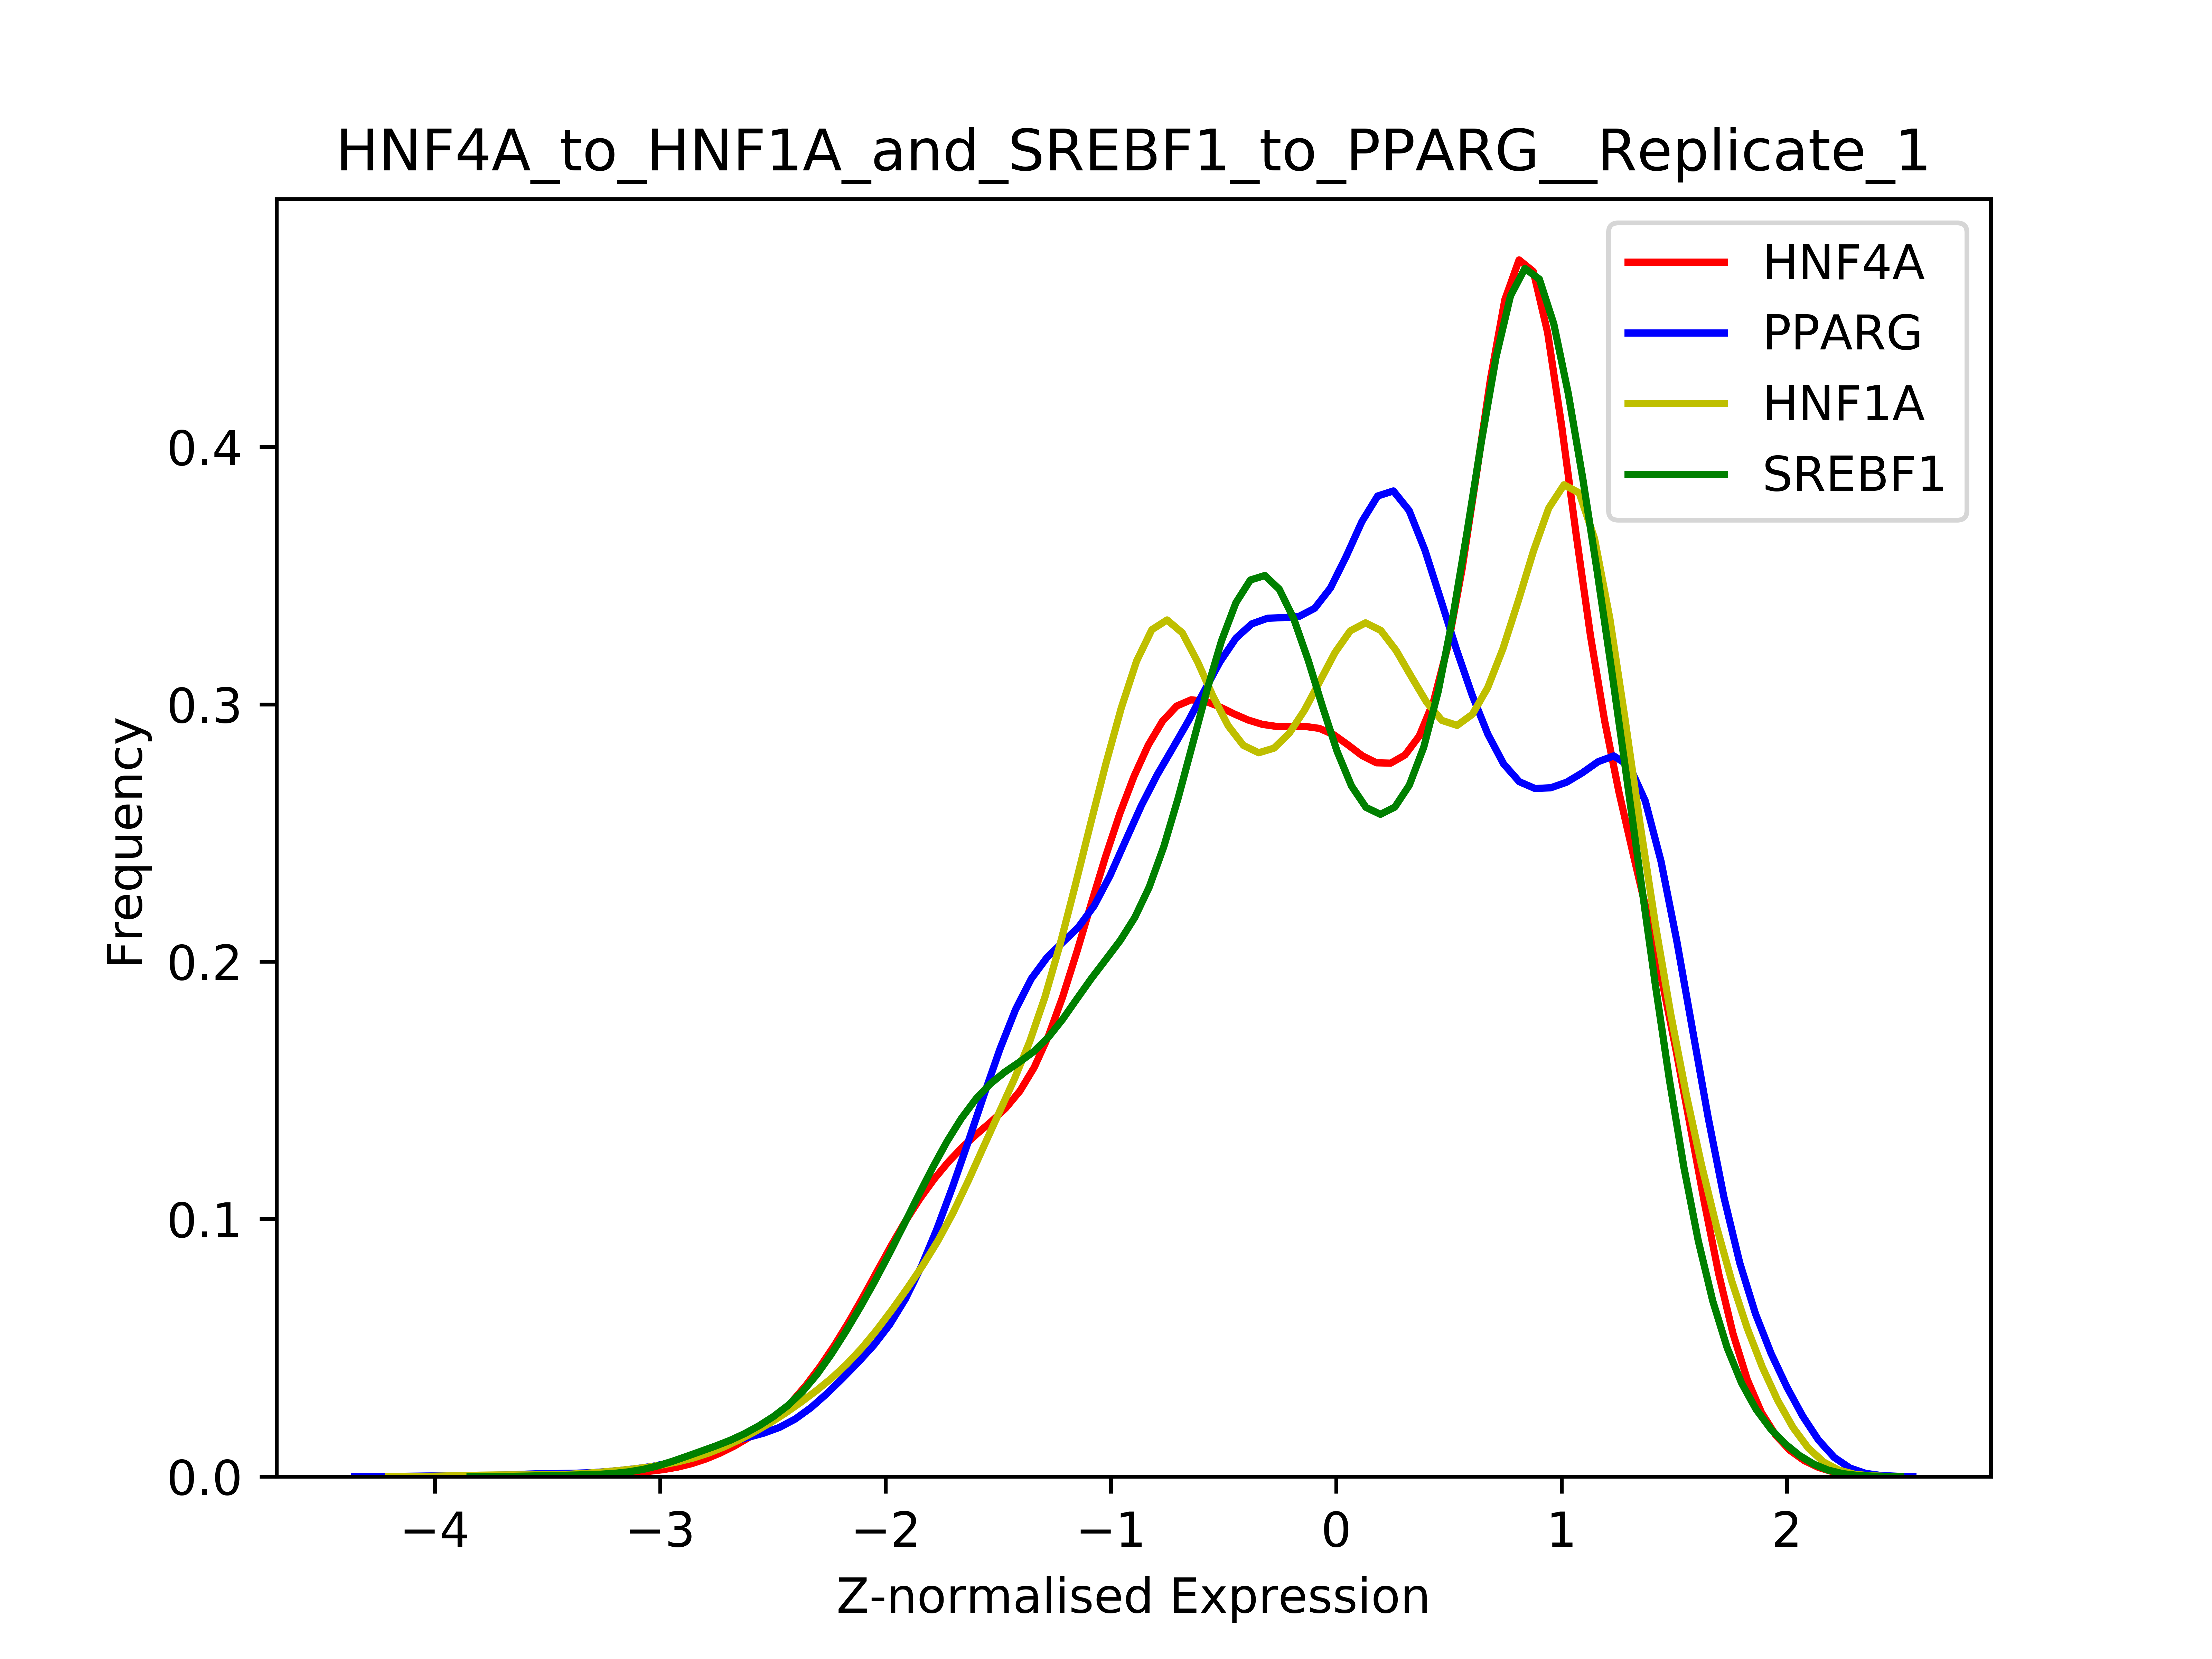 HNF4A_to_HNF1A_and_SREBF1_to_PPARG__Replicate_1
HNF4A
PPARG
HNF1A
SREBF1
Frequency
0.4
0.3
0.2
0.1
0.0
−4 −3 −2 −1 0 1 2
Z-normalised Expression